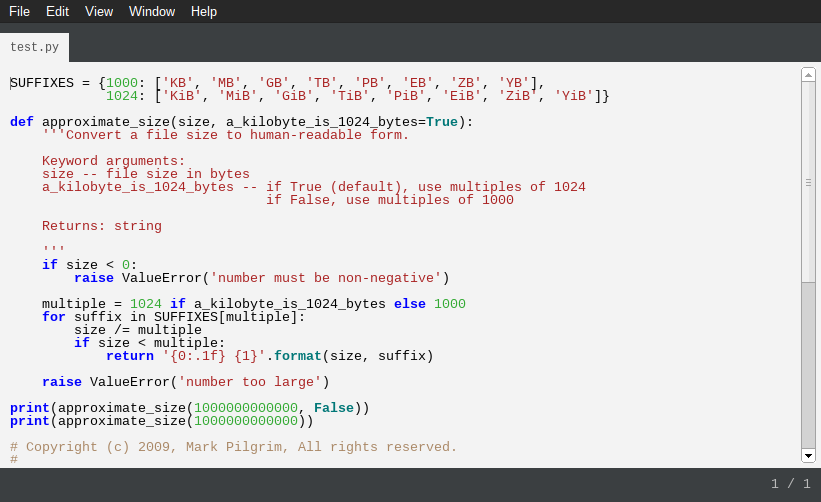 File Edit View Window Help
test.py
SUFFIXES = {1000: ['KB', 'MB', 'GB', 'TB', 'PB', 'EB', 'ZB', 'YB'],
            1024: ['KiB', 'MiB', 'GiB', 'TiB', 'PiB', 'EiB', 'ZiB', 'YiB']}
def approximate_size(size, a_kilobyte_is_1024_bytes=True):
    '''Convert a file size to human-readable form.
    Keyword arguments:
    size -- file size in bytes
    a_kilobyte_is_1024_bytes -- if True (default), use multiples of 1024
                                if False, use multiples of 1000
    Returns: string
    '''
    if size < 0:
        raise ValueError('number must be non-negative')
    multiple = 1024 if a_kilobyte_is_1024_bytes else 1000
    for suffix in SUFFIXES[multiple]:
        size /= multiple
        if size < multiple:
            return '{0:.1f} {1}'.format(size, suffix)
    raise ValueError('number too large')
print(approximate_size(1000000000000, False))
print(approximate_size(1000000000000))
# Copyright (c) 2009, Mark Pilgrim, All rights reserved.
#
1 / 1